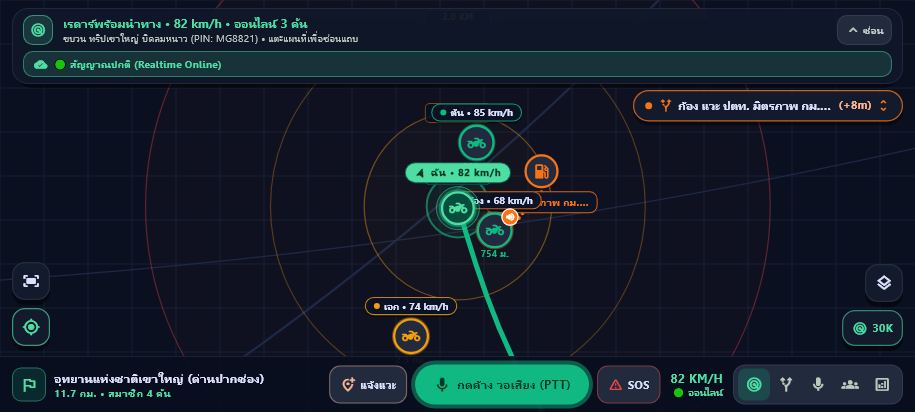 เรดาร์พร้อมนำทาง • 82 km/h • ออนไลน์ 3 คัน
ขบวน ทริปเขาใหญ่ บิดลมหนาว (PIN: MG8821) • แตะแผนที่เพื่อซ่อนแถบ
ซ่อน
สัญญาณปกติ (Realtime Online)
ก้อง แวะ ปตท. มิตรภาพ กม.... (+8m)
ต้น • 85 km/h
ฉัน • 82 km/h
• 68 km/h
ภาพ กม....
754 ม.
เอก • 74 km/h
30K
อุทยานแห่งชาติเขาใหญ่ (ด่านปากช่อง)
11.7 กม. • สมาชิก 4 คัน
แจ้งแวะ
กดค้าง วอเสียง (PTT)
SOS
82 KM/H
ออนไลน์